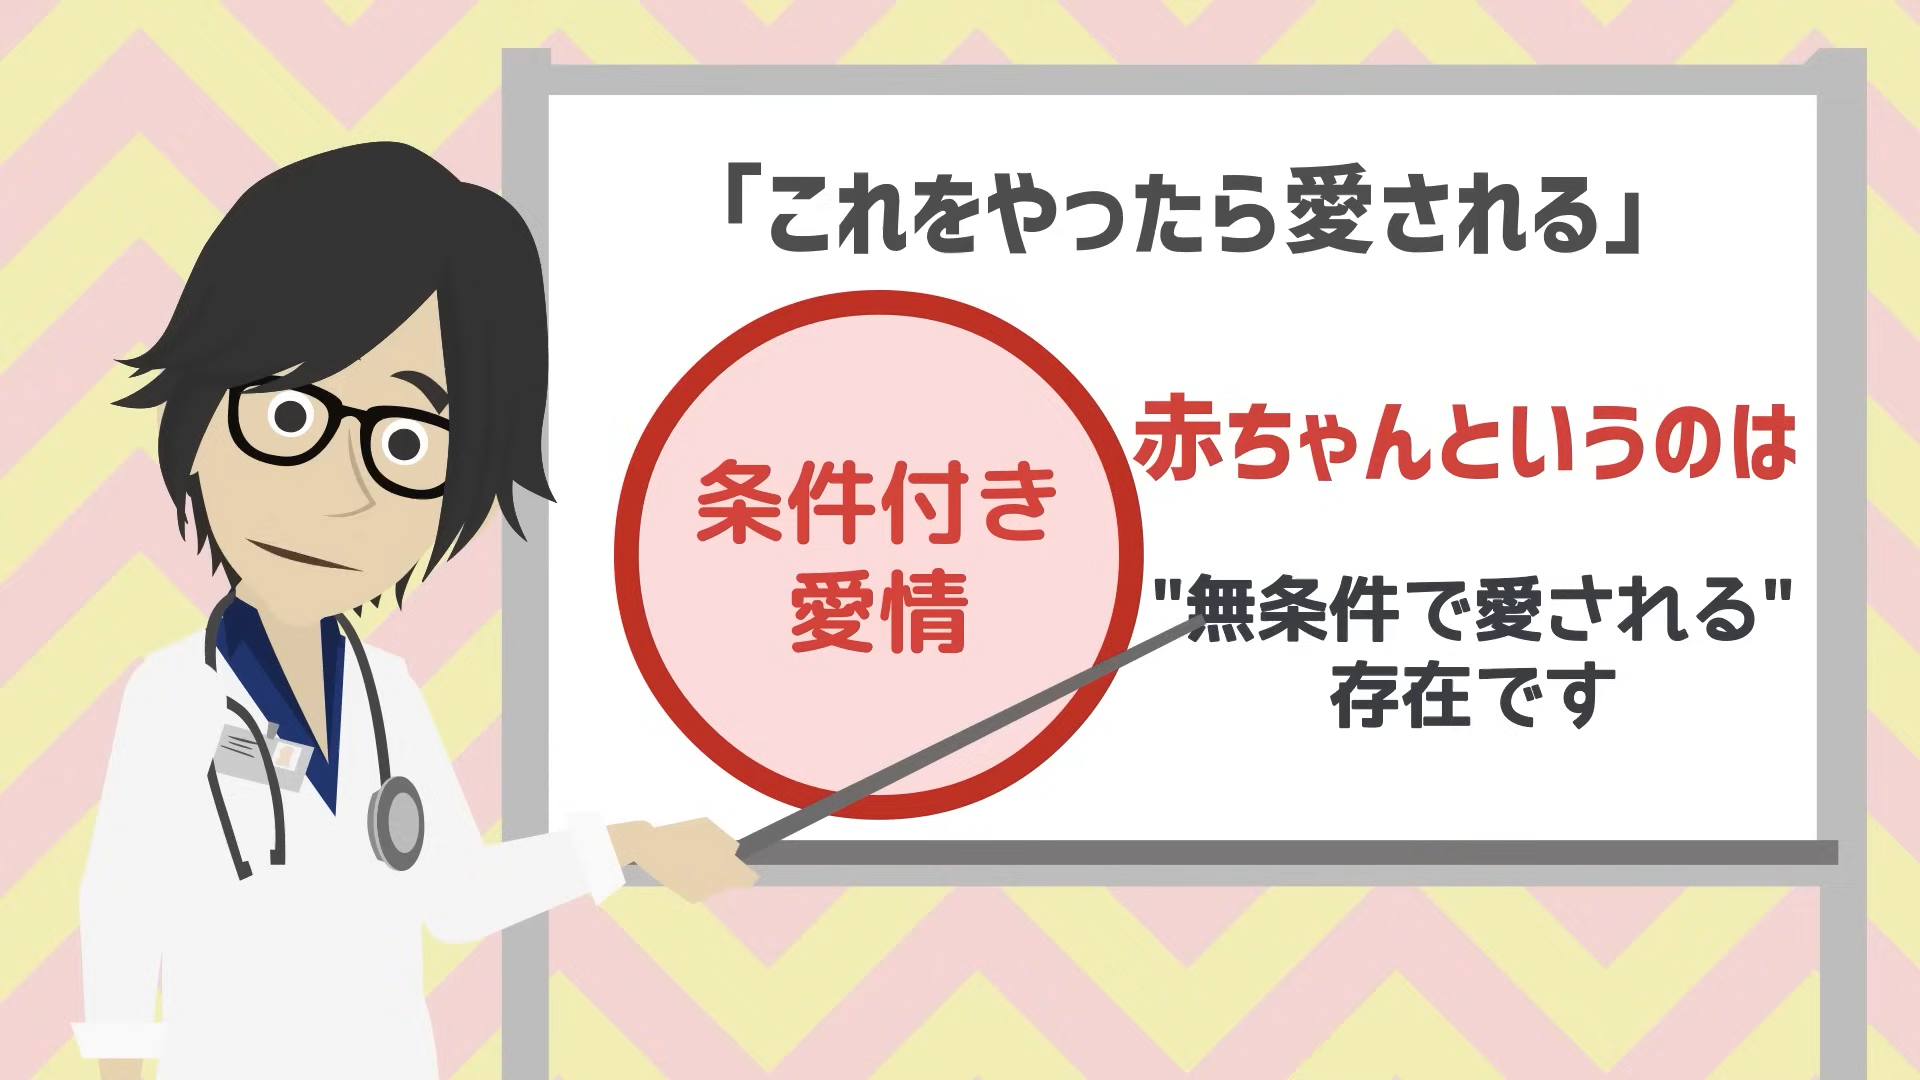 「これをやったら愛される」
条件付き
愛情
赤ちゃんというのは
"無条件で愛される"
存在です